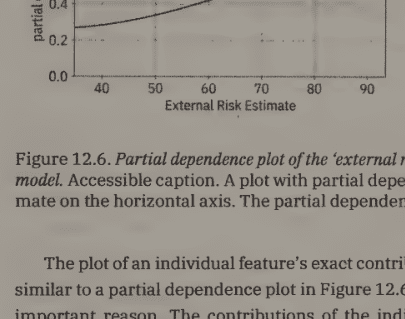 0.4
partial
0.2
0.0
40 50 60 70 80 90
External Risk Estimate
Figure 12.6. Partial dependence plot of the ‘external
model. Accessible caption. A plot with partial depe
mate on the horizontal axis. The partial dependen
The plot of an individual feature’s exact contri
similar to a partial dependence plot in Figure 12.6
important reason. The contributions of the indi